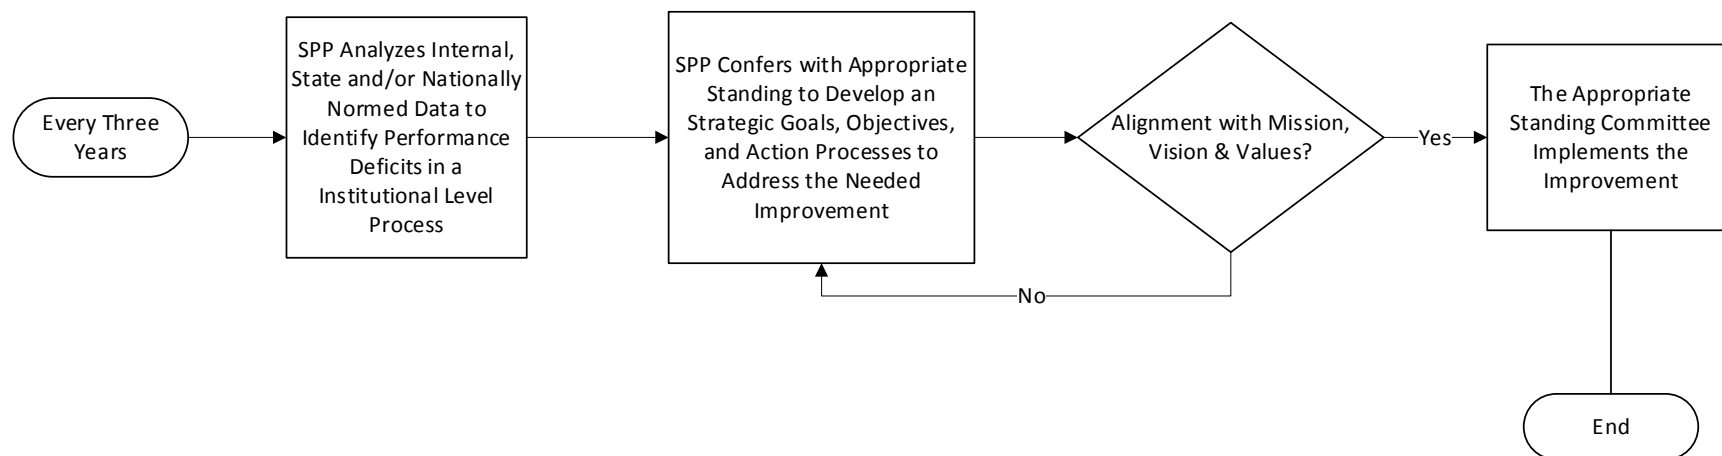 Every Three
Years
SPP Analyzes Internal,
State and/or Nationally
Normed Data to
Identify Performance
Deficits in a
Institutional Level
Process
SPP Confers with Appropriate
Standing to Develop an
Strategic Goals, Objectives,
and Action Processes to
Address the Needed
Improvement
Alignment with Mission,
Vision & Values?
Yes
No
The Appropriate
Standing Committee
Implements the
Improvement
End